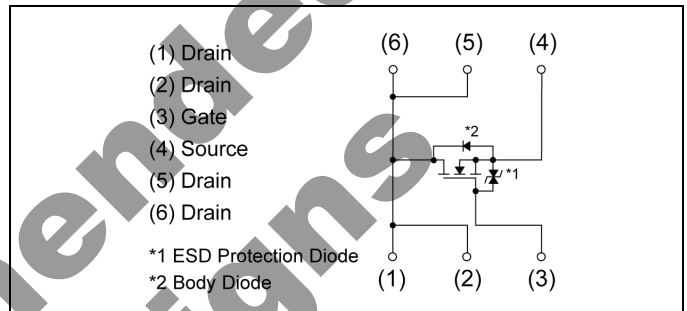 (1) Drain
(2) Drain
(3) Gate
(4) Source
(5) Drain
(6) Drain
*1 ESD Protection Diode
*2 Body Diode
(6) (5) (4)
*2
*1
(1) (2) (3)